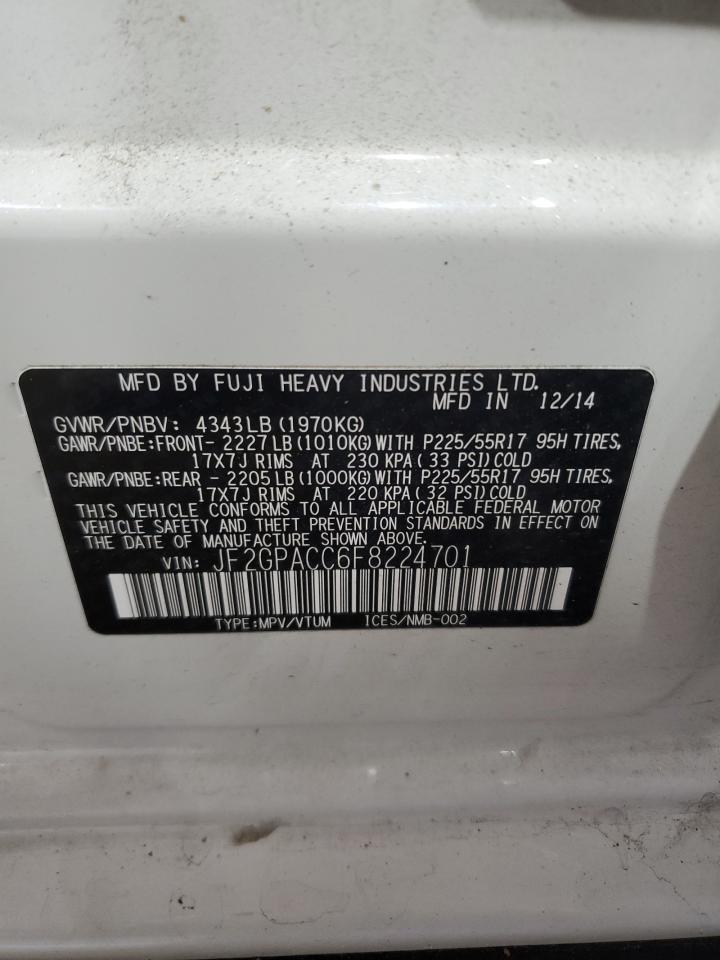 MFD BY FUJI HEAVY INDUSTRIES LTD.
MFD IN 12/14
GVWR/PNBV: 4343LB(1970KG)
GAWR/PNBE:FRONT- 2227LB(1010KG)WITH P225/55R17 95H TIRES,
17X7J RIMS AT 230 KPA(33 PSI)COLD
GAWR/PNBE:REAR - 2205LB(1000KG)WITH P225/55R17 95H TIRES,
17X7J RIMS AT 220 KPA(32 PSI)COLD
THIS VEHICLE CONFORMS TO ALL APPLICABLE FEDERAL MOTOR
VEHICLE SAFETY AND THEFT PREVENTION STANDARDS IN EFFECT ON
THE DATE OF MANUFACTURE SHOWN ABOVE.
VIN: JF2GPACC6F8224701
TYPE:MPV/VTUM ICES/NMB-002